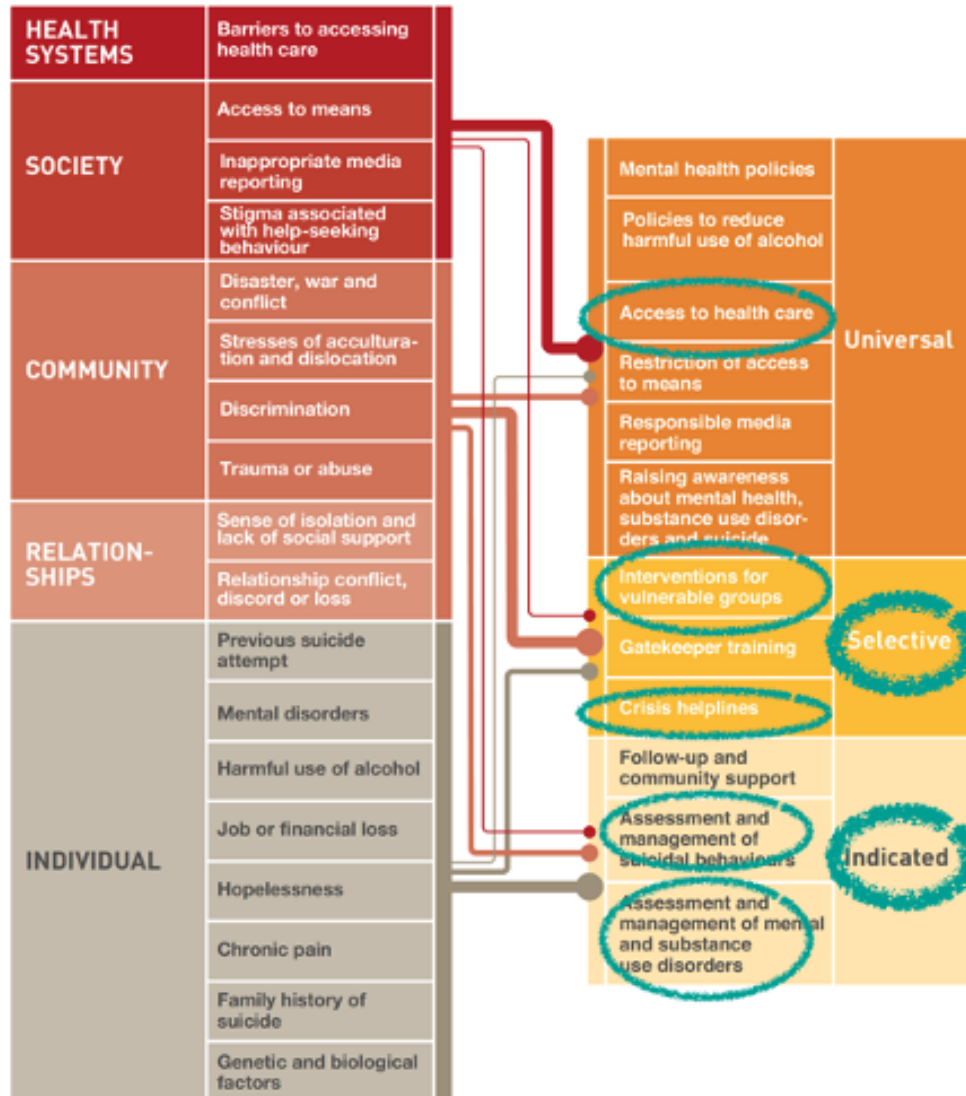 HEALTH
SYSTEMS
Barriers to accessing
health care
SOCIETY
Access to means
Inappropriate media
reporting
Stigma associated
with help-seeking
behaviour
COMMUNITY
Disaster, war and
conflict
Stresses of accultura-
tion and dislocation
Discrimination
Trauma or abuse
RELATION-
SHIPS
Sense of isolation and
lack of social support
Relationship conflict,
discord or loss
INDIVIDUAL
Previous suicide
attempt
Mental disorders
Harmful use of alcohol
Job or financial loss
Hopelessness
Chronic pain
Family history of
suicide
Genetic and biological
factors
Mental health policies
Policies to reduce
harmful use of alcohol
Access to health care
Restriction of access
to means
Responsible media
reporting
Raising awareness
about mental health,
substance use disor-
ders and suicide
Universal
Interventions for
vulnerable groups
Gatekeeper training
Crisis helplines
Selective
Follow-up and
community support
Assessment and
management of
suicidal behaviours
Assessment and
management of mental
and substance
use disorders
Indicated